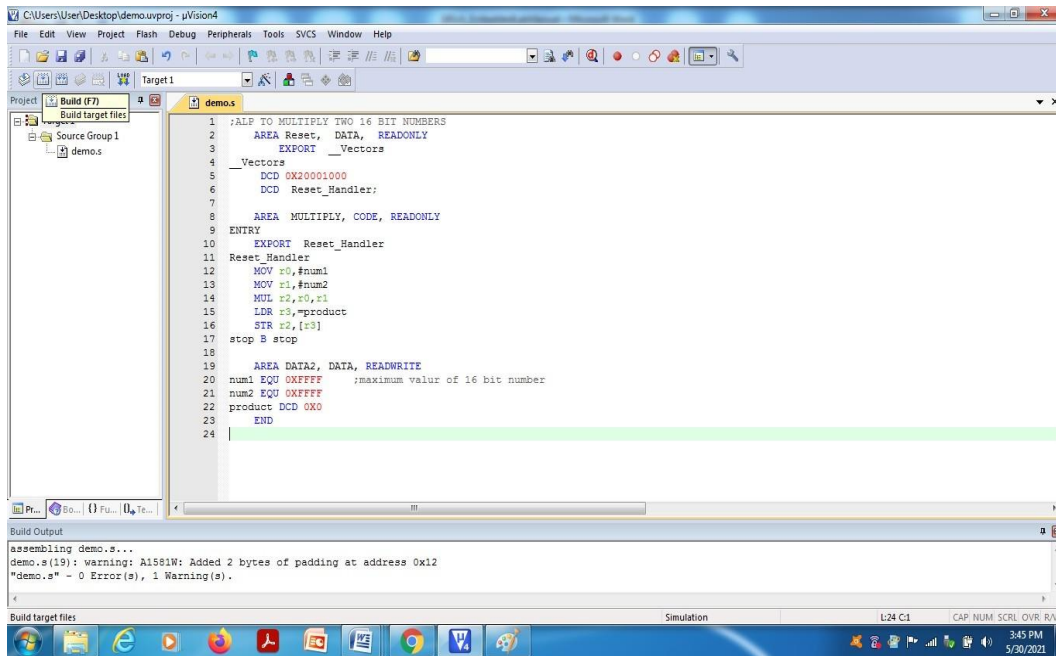 C:\Users\User\Desktop\demo.uvproj - µVision4
File Edit View Project Flash Debug Peripherals Tools SVCS Window Help
LOAD Target 1
Project
Build (F7)
Build target files
Source Group 1
demo.s
demo.s
1 ;ALP TO MULTIPLY TWO 16 BIT NUMBERS
2 AREA Reset, DATA, READONLY
3 EXPORT __Vectors
4 __Vectors
5 DCD 0X20001000
6 DCD Reset_Handler;
7
8 AREA MULTIPLY, CODE, READONLY
9 ENTRY
10 EXPORT Reset_Handler
11 Reset_Handler
12 MOV r0,#num1
13 MOV r1,#num2
14 MUL r2,r0,r1
15 LDR r3,=product
16 STR r2,[r3]
17 stop B stop
18
19 AREA DATA2, DATA, READWRITE
20 num1 EQU 0XFFFF ;maximum valur of 16 bit number
21 num2 EQU 0XFFFF
22 product DCD 0X0
23 END
24
Pr... Bo... {} Fu... 0 Te...
Build Output
assembling demo.s...
demo.s(19): warning: A1581W: Added 2 bytes of padding at address 0x12
"demo.s" - 0 Error(s), 1 Warning(s).
Build target files Simulation L:24 C:1 CAP NUM SCRL OVR
3:45 PM
5/30/2021